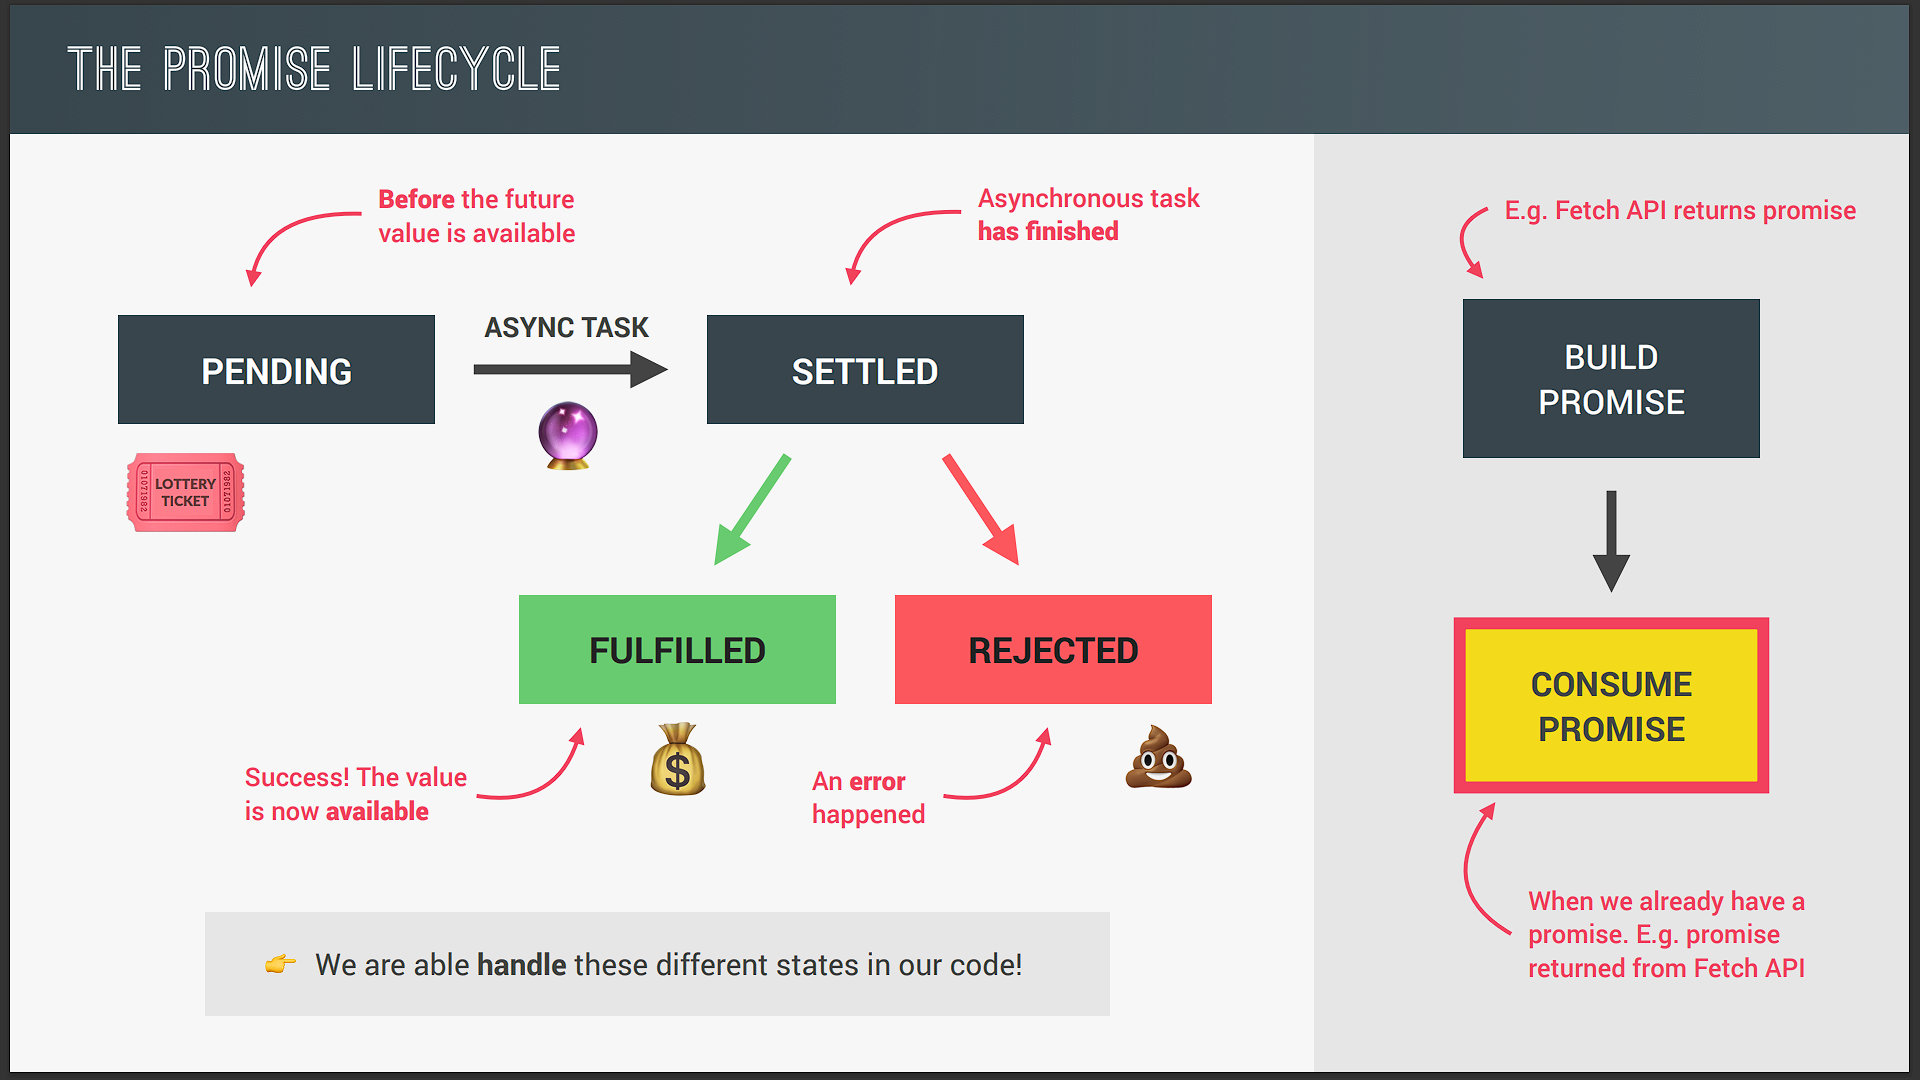 THE PROMISE LIFECYCLE
Before the future
value is available
Asynchronous task
has finished
PENDING
ASYNC TASK
SETTLED
LOTTERY
TICKET
01071982
01071982
FULFILLED
REJECTED
$
Success! The value
is now available
An error
happened
👉 We are able handle these different states in our code!
E.g. Fetch API returns promise
BUILD
PROMISE
CONSUME
PROMISE
When we already have a
promise. E.g. promise
returned from Fetch API